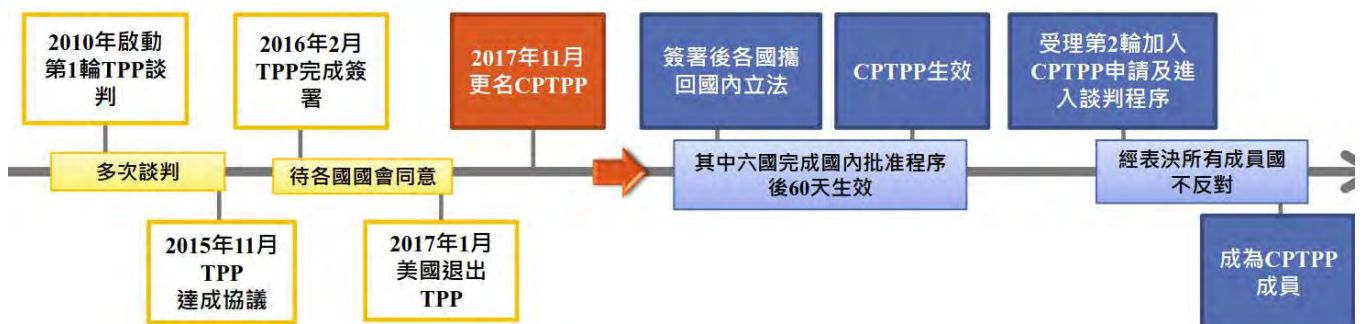 2010年啟動
第1輪TPP談
判
2016年2月
TPP完成簽
署
2017年11月
更名CPTPP
簽署後各國攜
回國內立法
CPTPP生效
受理第2輪加入
CPTPP申請及進
入談判程序
多次談判
待各國國會同意
其中六國完成國內批准程序
後60天生效
經表決所有成員國
不反對
2015年11月
TPP
達成協議
2017年1月
美國退出
TPP
成為CPTPP
成員